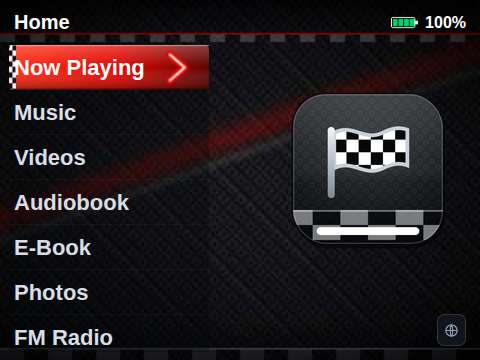 Home
100%
Now Playing
Music
Videos
Audiobook
E-Book
Photos
FM Radio